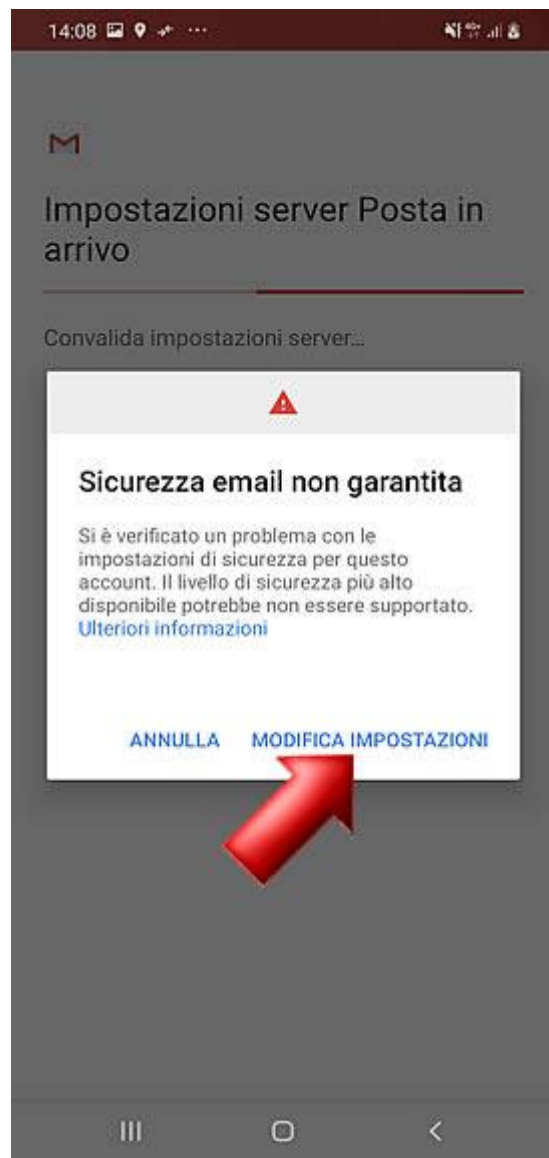 14:08
Impostazioni server Posta in
arrivo
Convalida impostazioni server...
Sicurezza email non garantita
Si è verificato un problema con le
impostazioni di sicurezza per questo
account. Il livello di sicurezza più alto
disponibile potrebbe non essere supportato.
Ulteriori informazioni
ANNULLA MODIFICA IMPOSTAZIONI